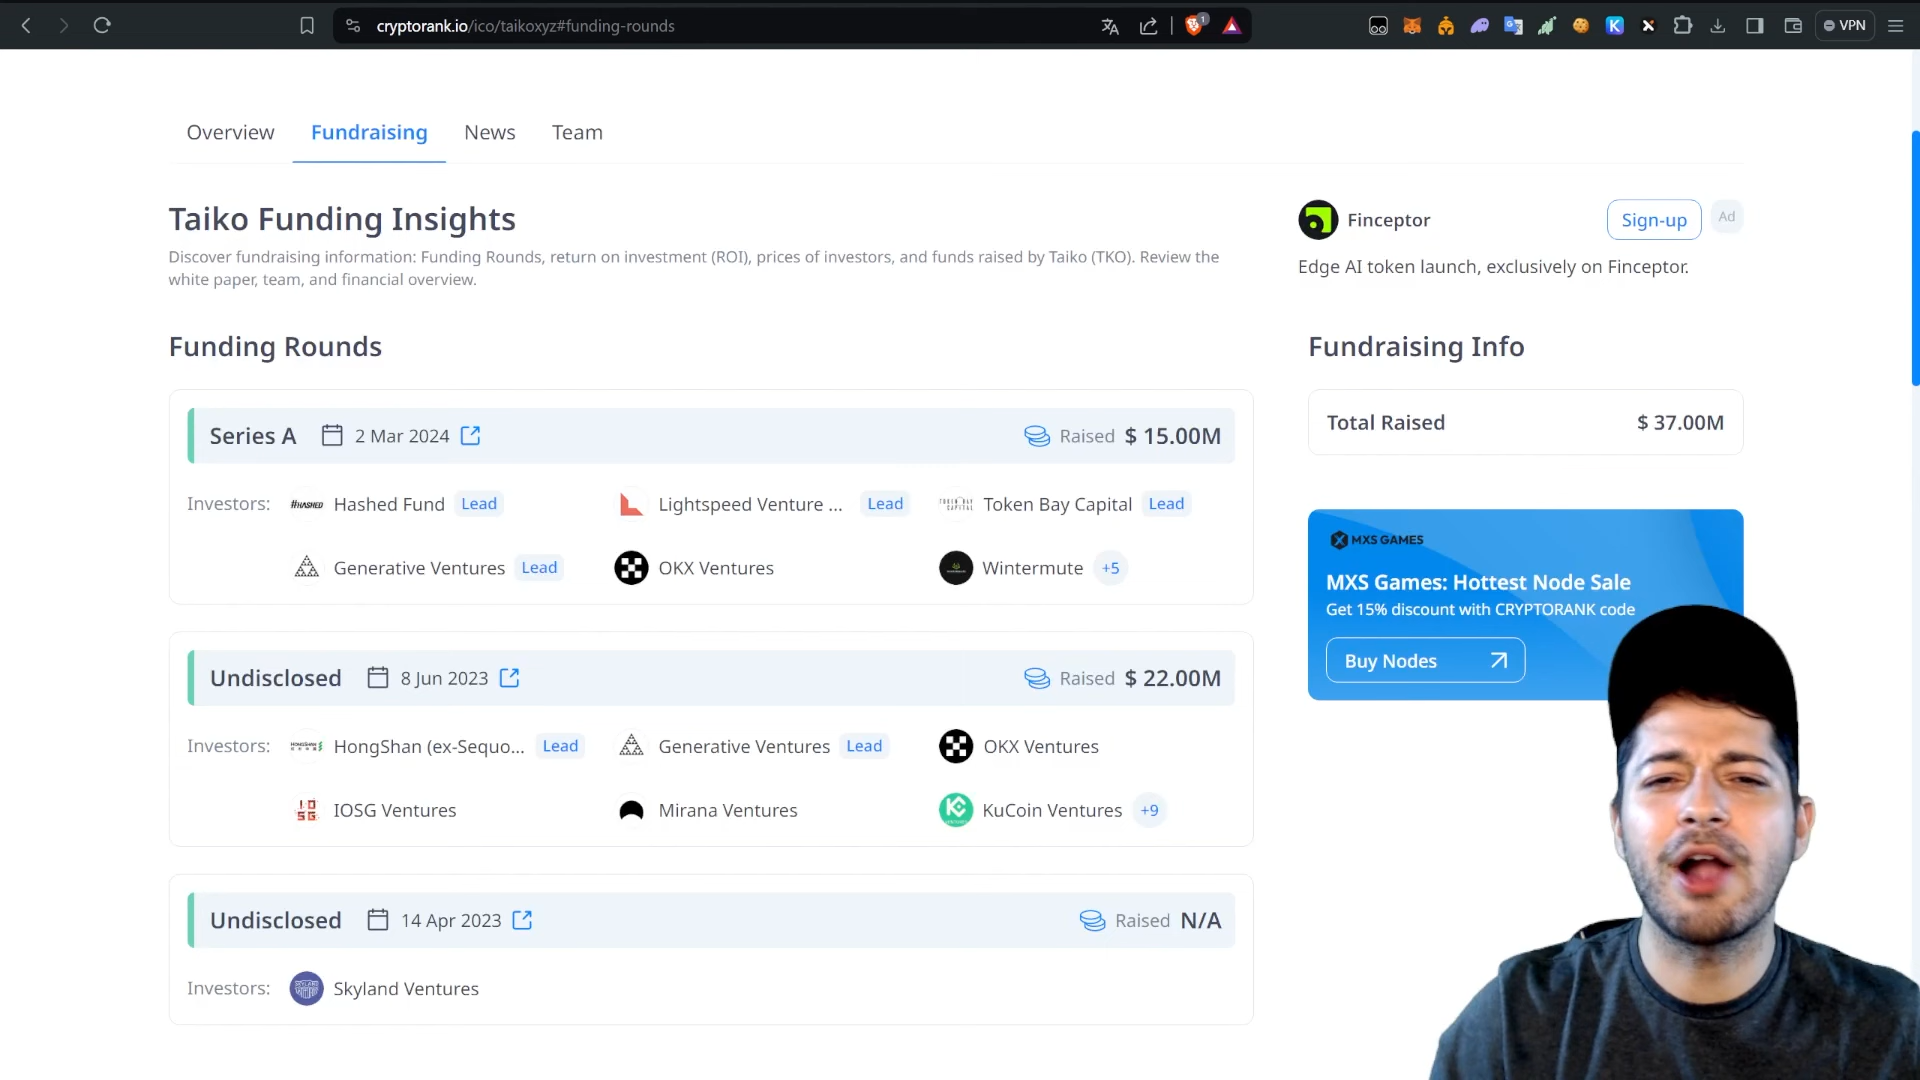 cryptorank.io/ico/taikoxyz#funding-rounds
1
VPN
Overview
Fundraising
News
Team
Taiko Funding Insights
Discover fundraising information: Funding Rounds, return on investment (ROI), prices of investors, and funds raised by Taiko (TKO). Review the
white paper, team, and financial overview.
Finceptor
Sign-up
Ad
Edge AI token launch, exclusively on Finceptor.
Funding Rounds
Series A
2 Mar 2024
Raised $ 15.00M
Investors:
#HASHED
Hashed Fund
Lead
Lightspeed Venture ...
Lead
TOKEN BAY
CAPITAL
Token Bay Capital
Lead
Generative Ventures
Lead
OKX Ventures
Wintermute
+5
Undisclosed
8 Jun 2023
Raised $ 22.00M
Investors:
HongShan (ex-Sequo...
Lead
Generative Ventures
Lead
OKX Ventures
IOSG
IOSG Ventures
Mirana Ventures
KuCoin Ventures
+9
Undisclosed
14 Apr 2023
Raised N/A
Investors:
Skyland Ventures
Fundraising Info
Total Raised
$ 37.00M
MXS GAMES
MXS Games: Hottest Node Sale
Get 15% discount with CRYPTORANK code
Buy Nodes